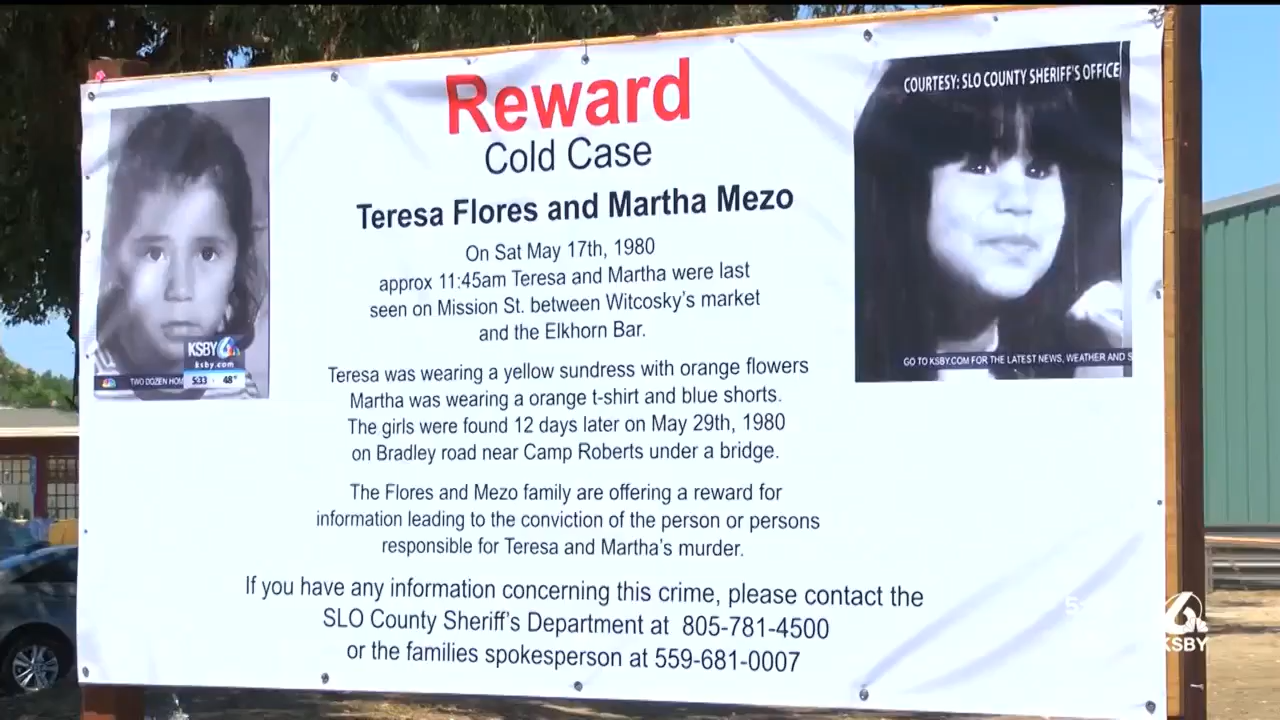 Reward
Cold Case
Teresa Flores and Martha Mezo
On Sat May 17th, 1980
approx 11:45am Teresa and Martha were last
seen on Mission St. between Witcosky's market
and the Elkhorn Bar.
Teresa was wearing a yellow sundress with orange flowers
Martha was wearing a orange t-shirt and blue shorts.
The girls were found 12 days later on May 29th, 1980
on Bradley road near Camp Roberts under a bridge.
The Flores and Mezo family are offering a reward for
information leading to the conviction of the person or persons
responsible for Teresa and Martha's murder.
If you have any information concerning this crime, please contact the
SLO County Sheriff's Department at 805-781-4500
or the families spokesperson at 559-681-0007
KSBY 6
ksby.com
TWO DOZEN HOM 5:33 48°
COURTESY: SLO COUNTY SHERIFF'S OFFICE
GO TO KSBY.COM FOR THE LATEST NEWS, WEATHER AND S
6
KSBY